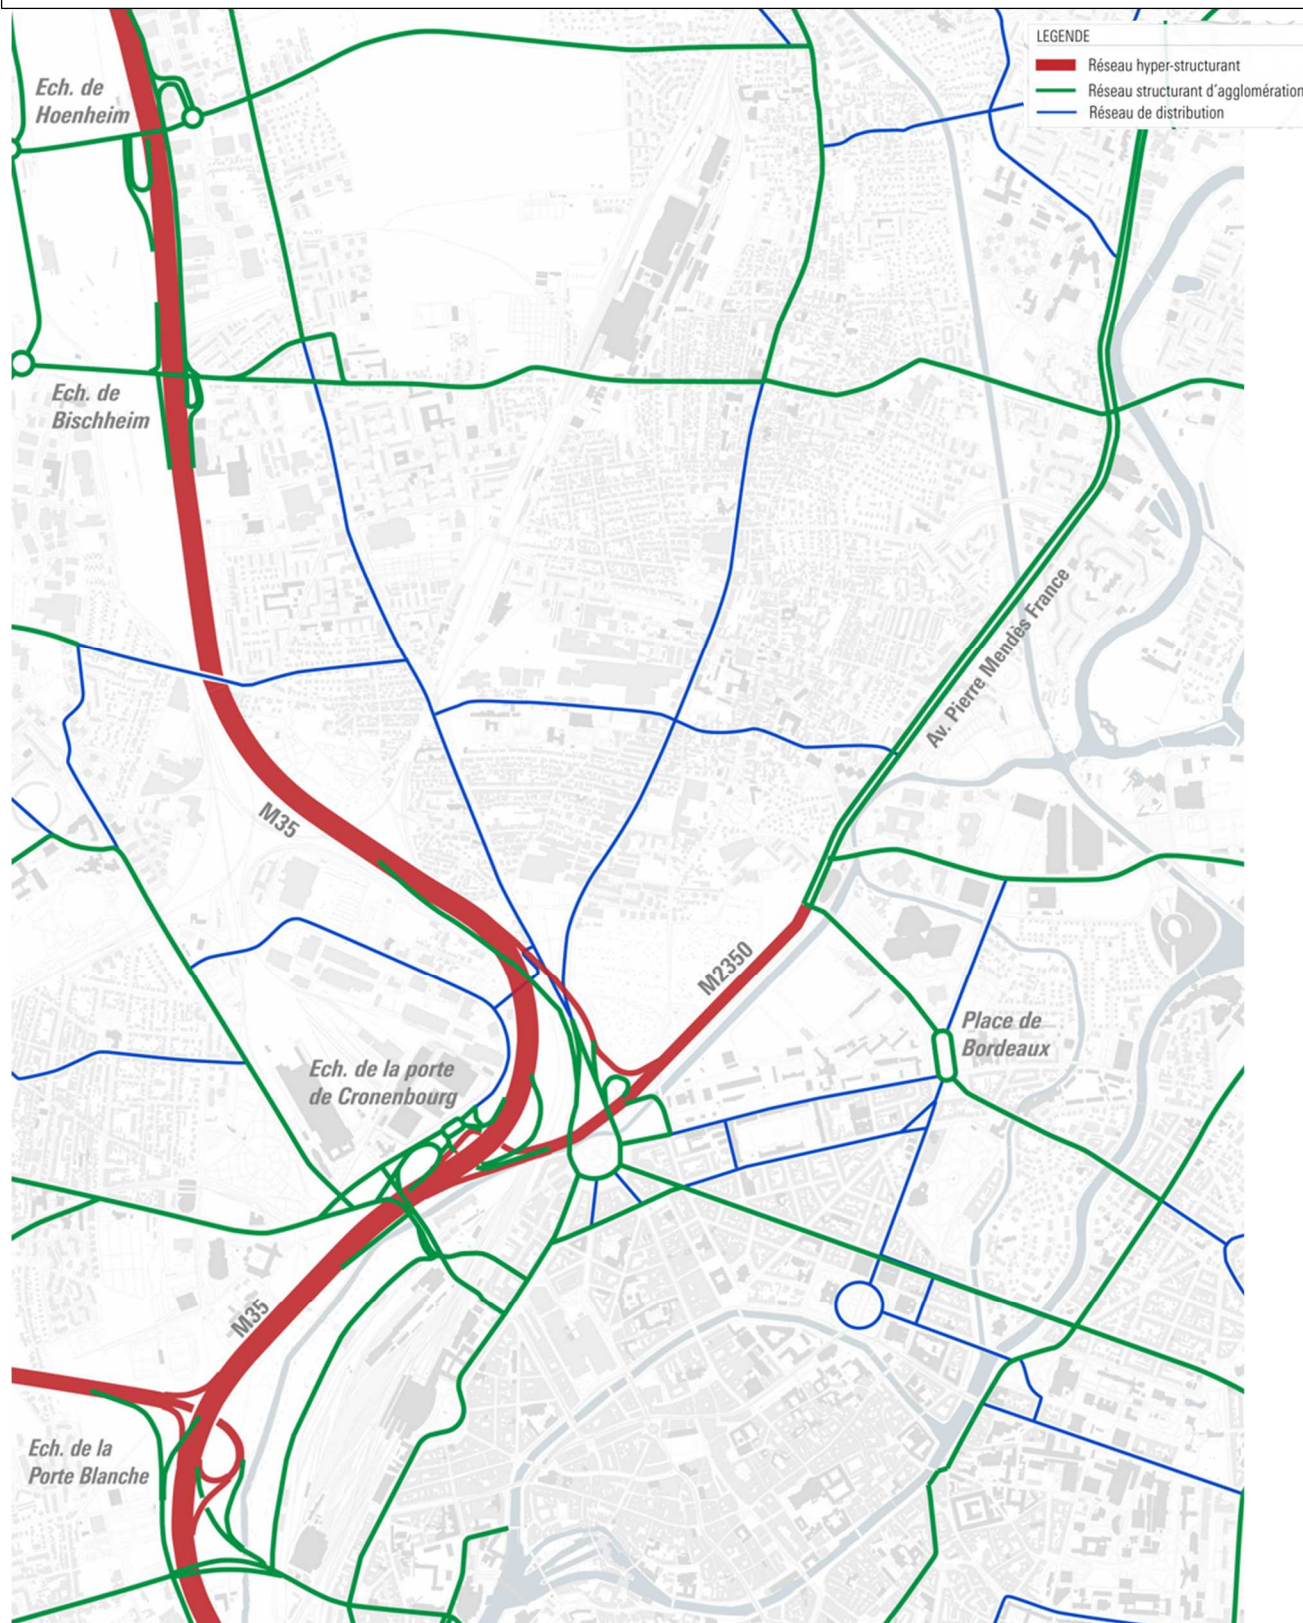 LEGENDE
Réseau hyper-structurant
Réseau structurant d'agglomération
Réseau de distribution
Ech. de
Hoenheim
Ech. de
Bischheim
Av. Pierre Mendès France
M35
M2350
Place de
Bordeaux
Ech. de la porte
de Cronenbourg
M35
Ech. de la
Porte Blanche